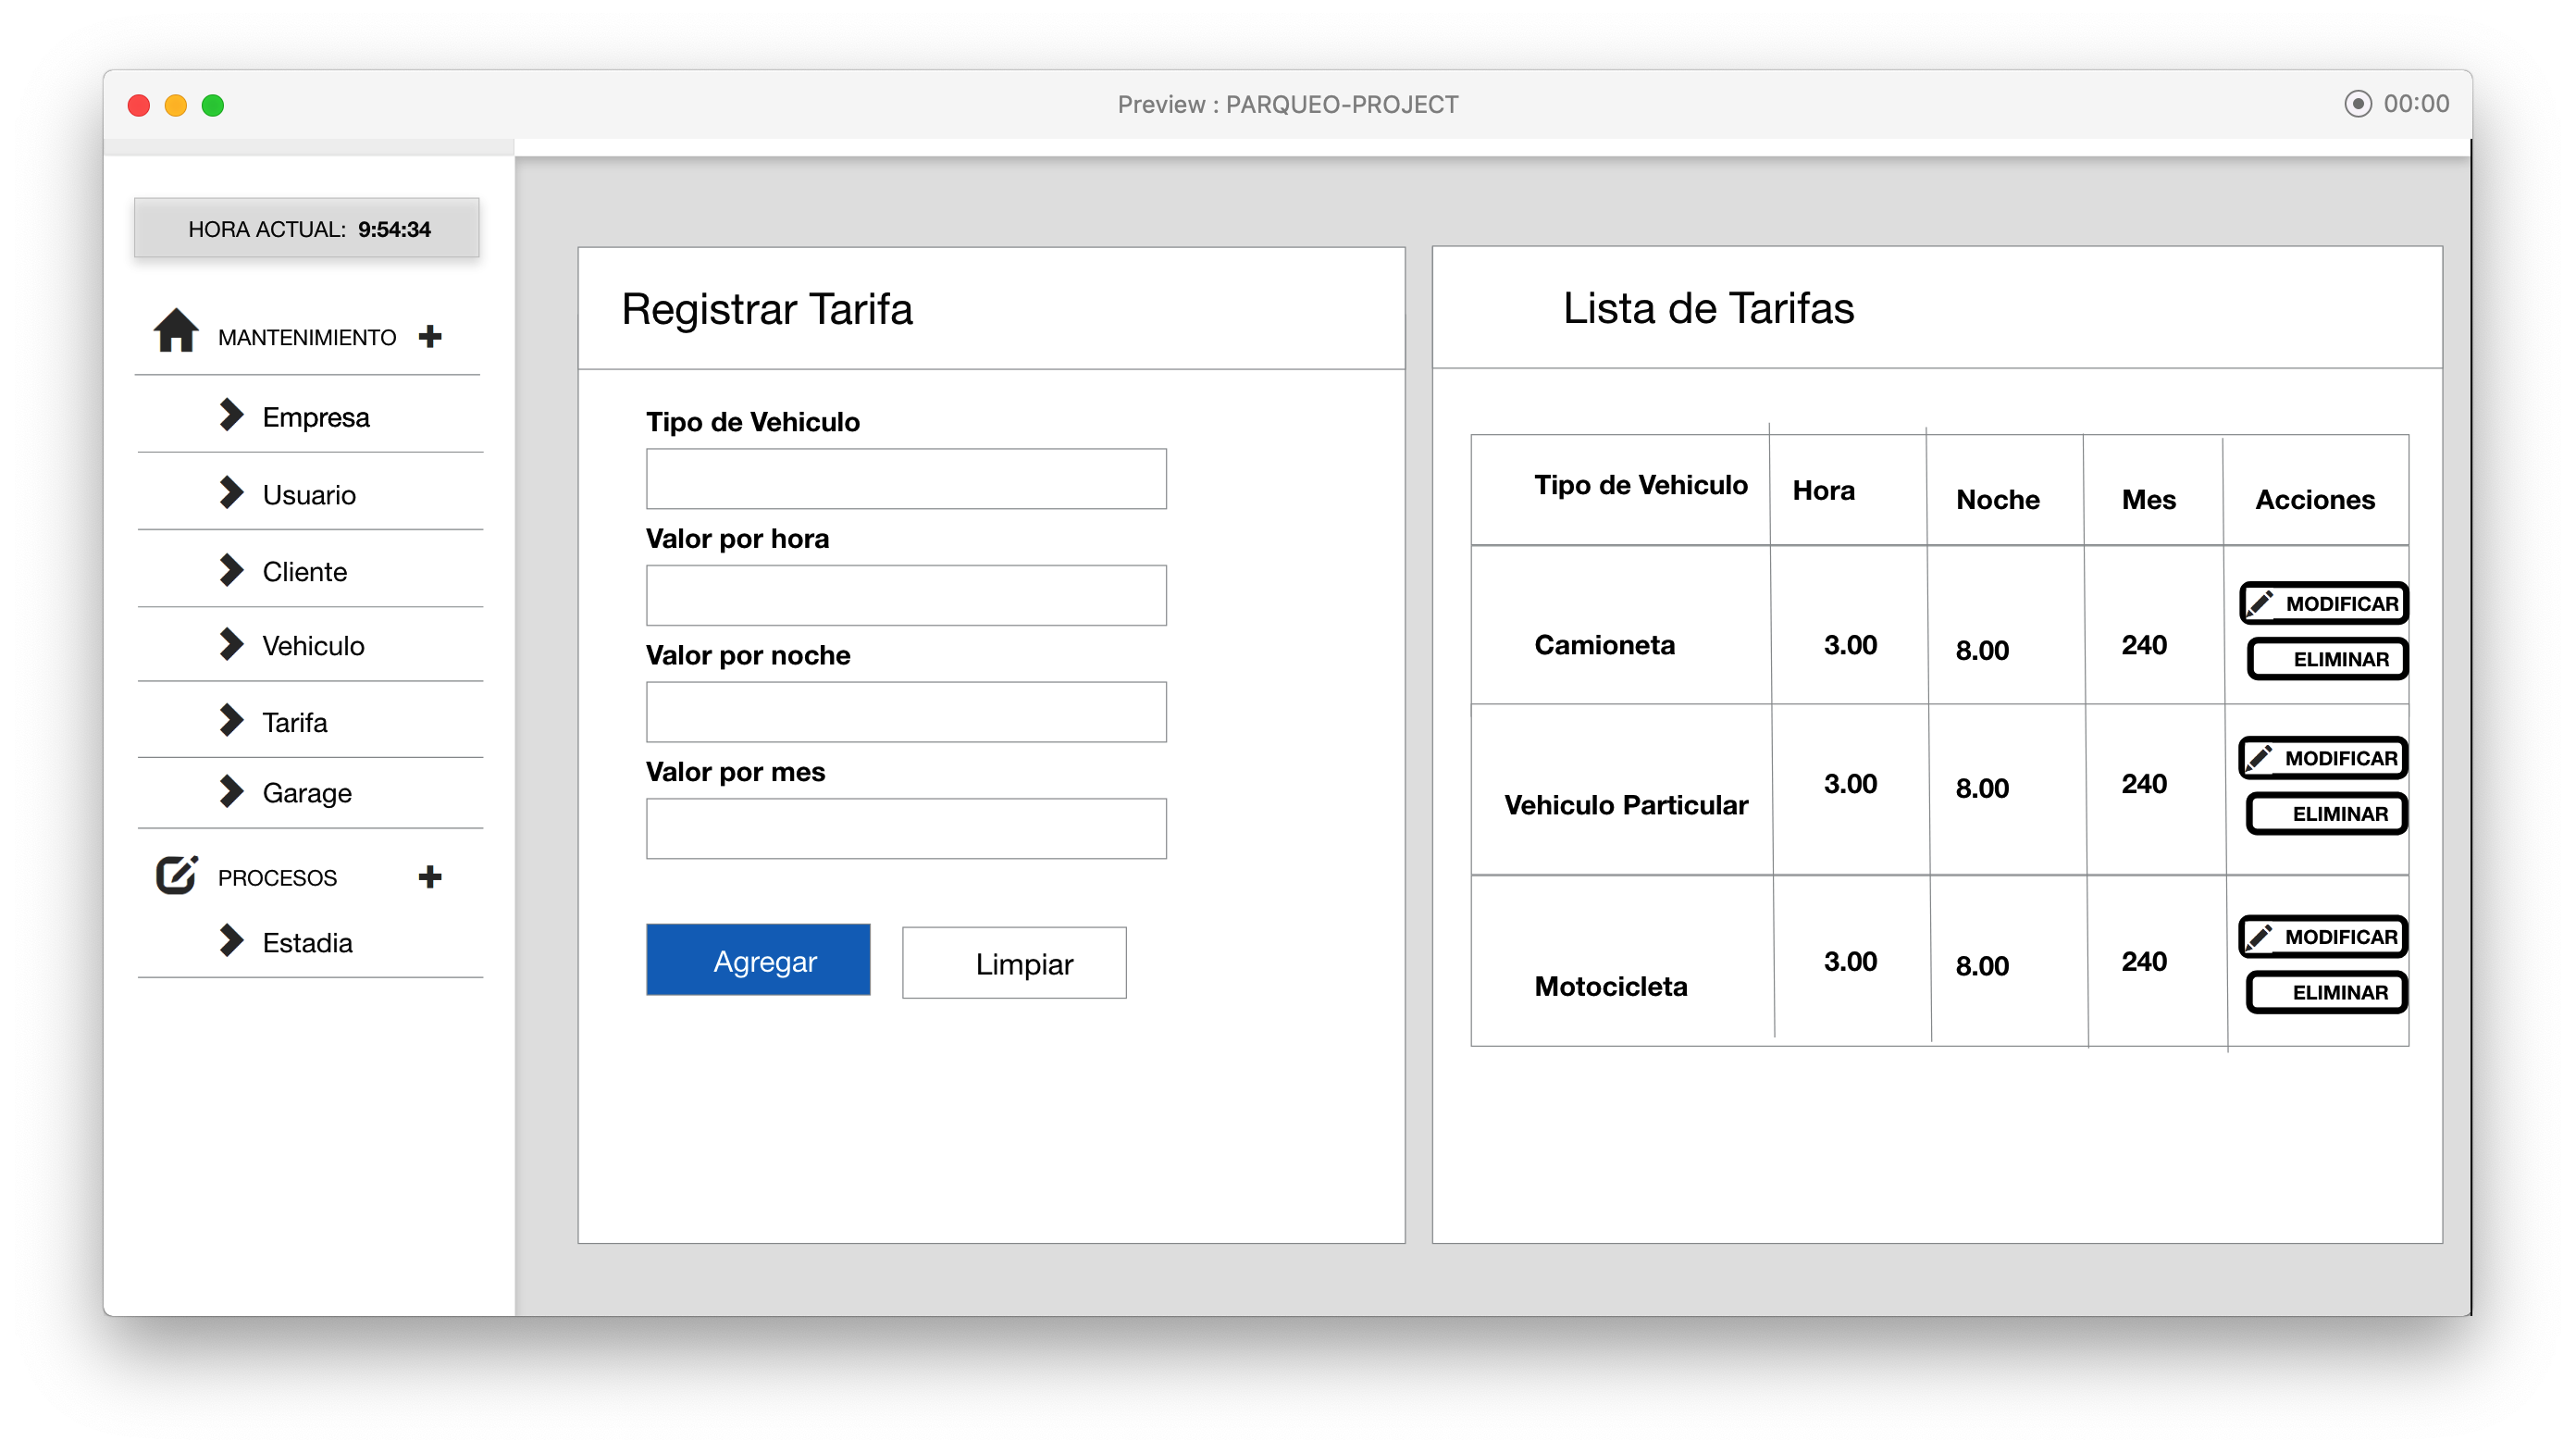 Preview : PARQUEO-PROJECT
00:00
HORA ACTUAL: 9:54:34
MANTENIMIENTO
Empresa
Usuario
Cliente
Vehiculo
Tarifa
Garage
PROCESOS
Estadia
Registrar Tarifa
Tipo de Vehiculo
Valor por hora
Valor por noche
Valor por mes
Agregar Limpiar
Lista de Tarifas
Tipo de Vehiculo Hora Noche Mes Acciones
Camioneta 3.00 8.00 240 MODIFICAR
ELIMINAR
Vehiculo Particular 3.00 8.00 240 MODIFICAR
ELIMINAR
Motocicleta 3.00 8.00 240 MODIFICAR
ELIMINAR